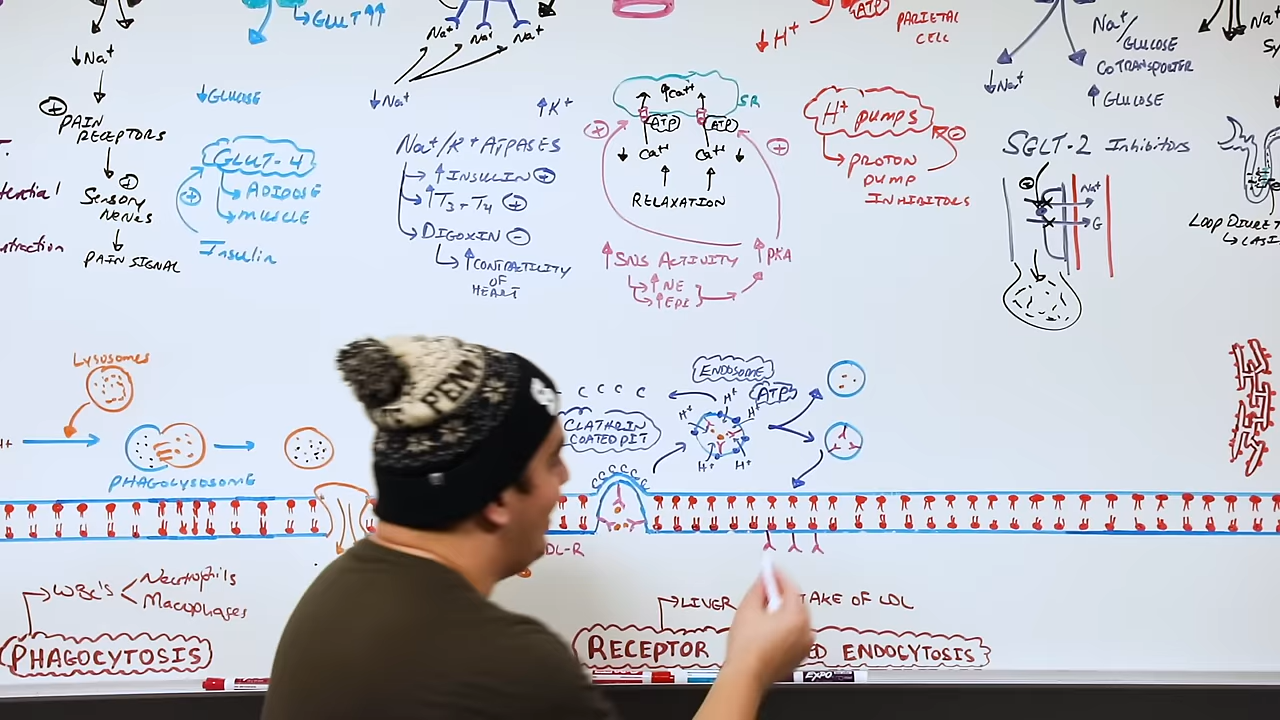 ↓Na⁺
⊕ PAIN
RECEPTORS
⊕
Sensory
Nerves
PAIN SIGNAL
GLUT ↑↑
↓GLUCOSE
GLUT-4
ADIPOSE
MUSCLE
⊕
Insulin
Na⁺ Na⁺ Na⁺
↓Na⁺
↑K⁺
Na⁺/K⁺ ATPASES
↑INSULIN ⊕
↑T3+T4 ⊕
DIGOXIN ⊖
↑CONTRACTILITY
OF
HEART
↑Ca⁺⁺
SR
ATP ATP
⊕ ⊕
↓ Ca⁺⁺ Ca⁺⁺ ↓
RELAXATION
↑SNS ACTIVITY
↑NE
↑EPI
↑PKA
↓H⁺
ATP
PARIETAL
CELL
H⁺ PUMPS
⊖
PROTON
PUMP
INHIBITORS
Na⁺/
GLUCOSE
COTRANSPORTER
↓Na⁺
↑ GLUCOSE
SGLT-2 Inhibitors
Na⁺
G
LOOP DIURET
LASI
Sy
T.
tential
ntraction
LYSOSOMES
H+
PHAGOLYSOSOME
C C C C
CLATHRIN
COATED PIT
C C C C C C
ENDOSOME
ATP
H⁺ H⁺ H⁺
H⁺ H⁺
DL-R
WBC's
Neutrophils
Macrophages
PHAGOCYTOSIS
LIVER TAKE OF LDL
RECEPTOR ED ENDOCYTOSIS
EXPO
PENN